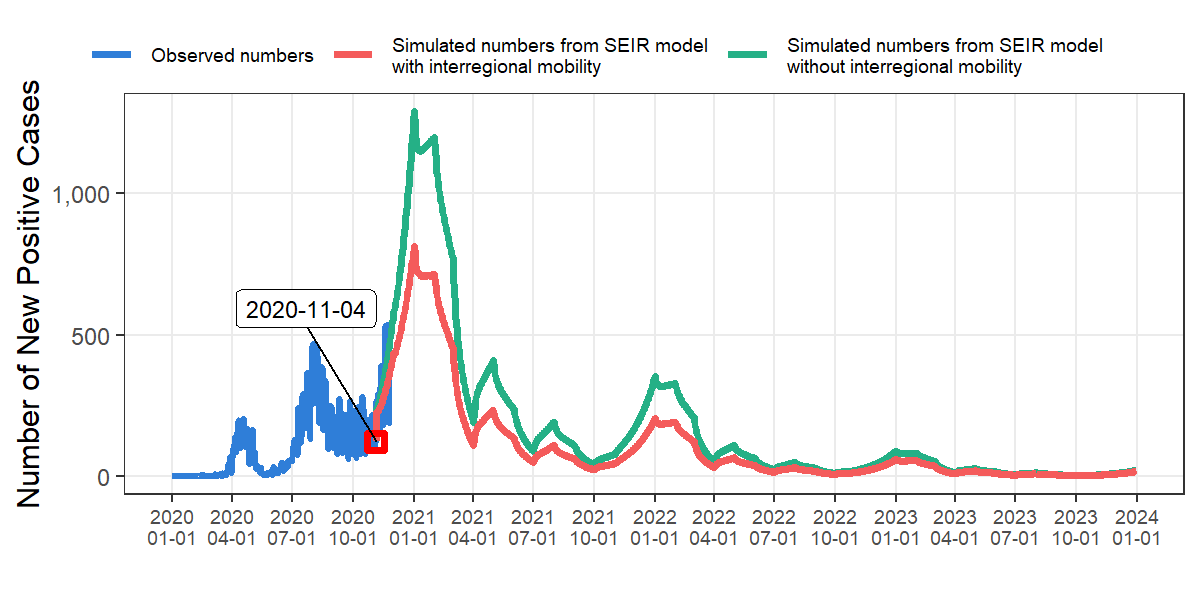 Observed numbers
Simulated numbers from SEIR model
with interregional mobility
Simulated numbers from SEIR model
without interregional mobility
Number of New Positive Cases
1,000
500
0
2020-11-04
2020 2020 2020 2020 2021 2021 2021 2021 2022 2022 2022 2022 2023 2023 2023 2023 2024
01-01 04-01 07-01 10-01 01-01 04-01 07-01 10-01 01-01 04-01 07-01 10-01 01-01 04-01 07-01 10-01 01-01